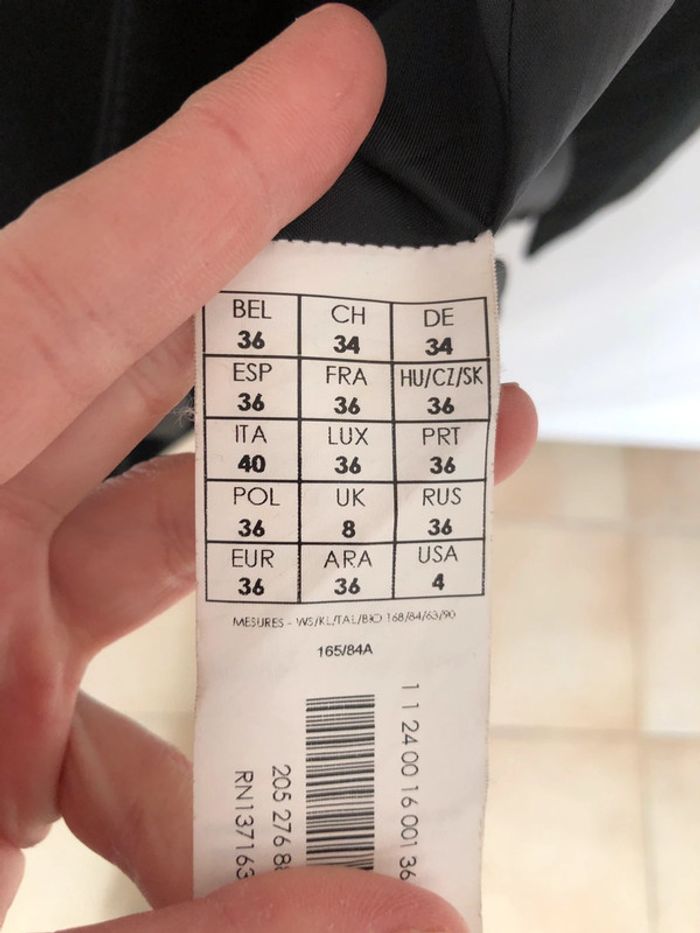 BEL CH DE
36 34 34
ESP FRA HU/CZ/SK
36 36 36
ITA LUX PRT
40 36 36
POL UK RUS
36 8 36
EUR ARA USA
36 36 4
MESURES - WS/KL/TAL/BIO 168/84/63/90
165/84A
1 1 24 00 16 001 36
205 276 8
RN137163